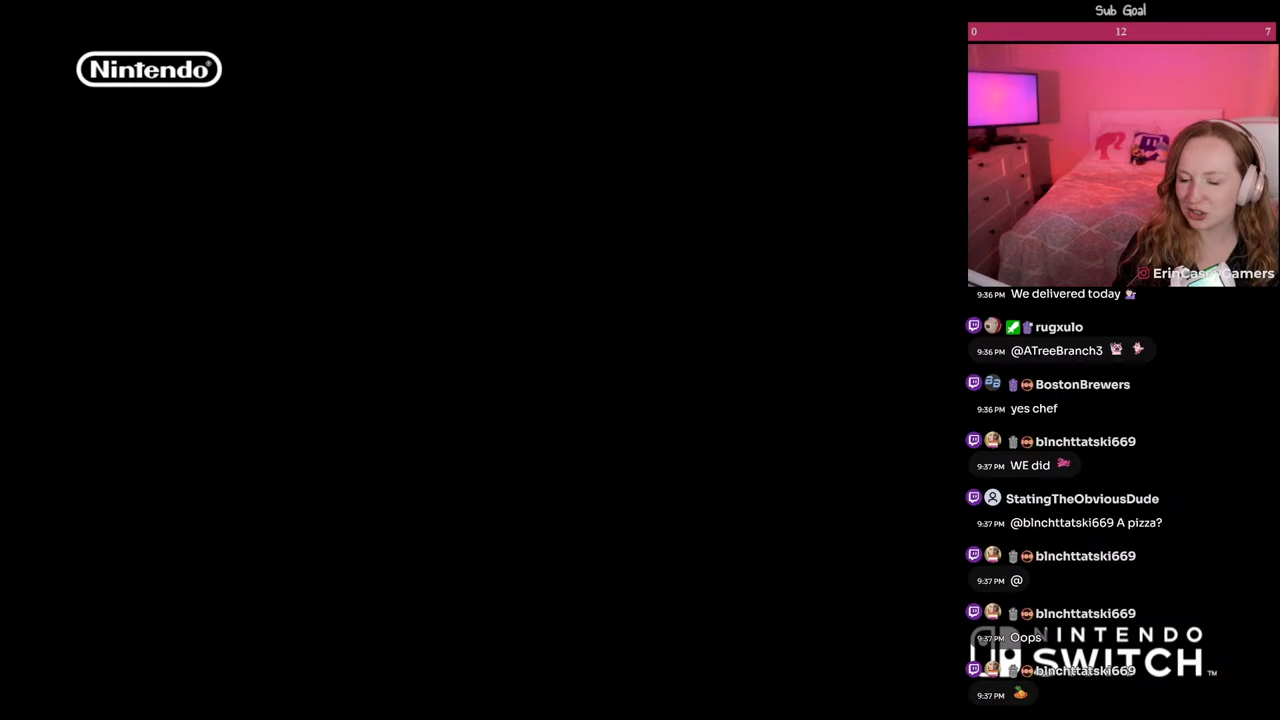 Sub Goal
0 12 7
Nintendo®
ErinCaseyGamers
9:36 PM We delivered today
rugxulo
9:36 PM @ATreeBranch3
BostonBrewers
9:36 PM yes chef
blnchttatski669
9:37 PM WE did
StatingTheObviousDude
9:37 PM @blnchttatski669 A pizza?
blnchttatski669
9:37 PM @
blnchttatski669
9:37 PM Oops
NINTENDO
SWITCH™
blnchttatski669
9:37 PM